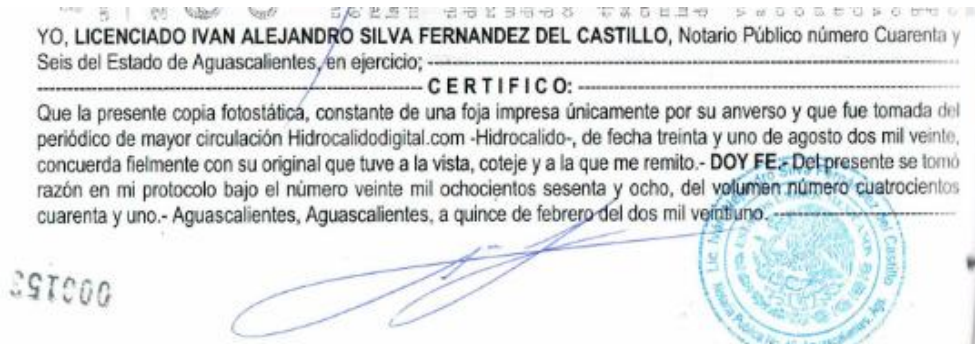 YO, LICENCIADO IVAN ALEJANDRO SILVA FERNANDEZ DEL CASTILLO, Notario Público número Cuarenta y
Seis del Estado de Aguascalientes, en ejercicio; ------------------------------
------------------------------ C E R T I F I C O: ------------------------------
Que la presente copia fotostática, constante de una foja impresa únicamente por su anverso y que fue tomada del
periódico de mayor circulación Hidrocalidodigital.com -Hidrocalido-, de fecha treinta y uno de agosto dos mil veinte,
concuerda fielmente con su original que tuve a la vista, coteje y a la que me remito.- DOY FE.- Del presente se tomó
razón en mi protocolo bajo el número veinte mil ochocientos sesenta y ocho, del volumen número cuatrocientos
cuarenta y uno.- Aguascalientes, Aguascalientes, a quince de febrero del dos mil veintiuno. --------------------